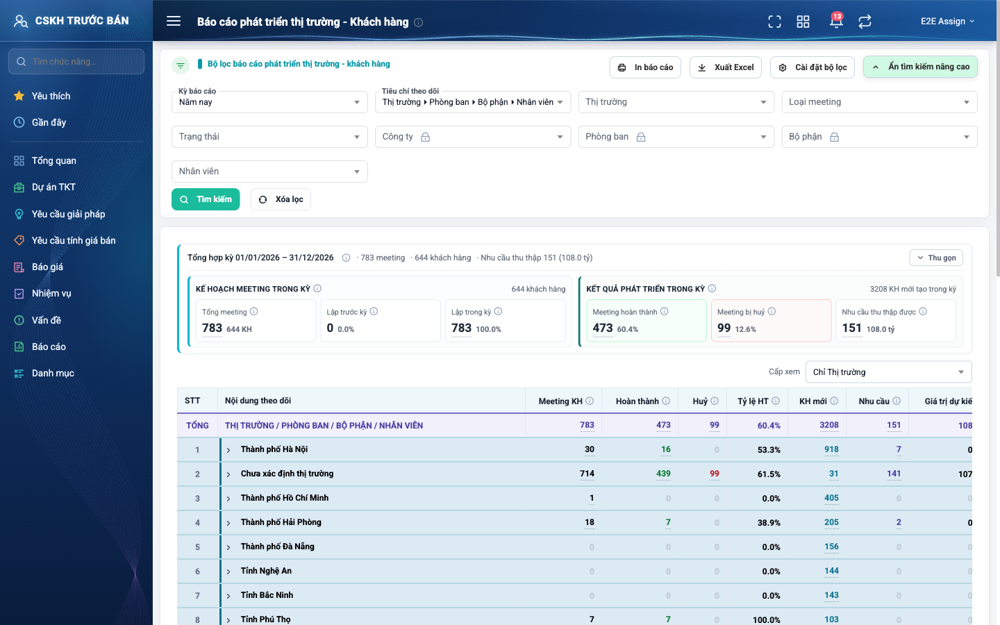 CSKH TRƯỚC BÁN
Báo cáo phát triển thị trường - Khách hàng
13
E2E Assign
Tìm chức năng...
Yêu thích
Gần đây
Tổng quan
Dự án TKT
Yêu cầu giải pháp
Yêu cầu tính giá bán
Báo giá
Nhiệm vụ
Vấn đề
Báo cáo
Danh mục
Bộ lọc báo cáo phát triển thị trường - khách hàng
In báo cáo
Xuất Excel
Cài đặt bộ lọc
Ẩn tìm kiếm nâng cao
Kỳ báo cáo
Năm nay
Tiêu chí theo dõi
Thị trường Phòng ban Bộ phận Nhân viên
Thị trường
Loại meeting
Trạng thái
Công ty
Phòng ban
Bộ phận
Nhân viên
Tìm kiếm
Xóa lọc
Tổng hợp kỳ 01/01/2026 – 31/12/2026 · 783 meeting · 644 khách hàng · Nhu cầu thu thập 151 (108.0 tỷ)
Thu gọn
KẾ HOẠCH MEETING TRONG KỲ
644 khách hàng
Tổng meeting
783 644 KH
Lập trước kỳ
0 0.0%
Lập trong kỳ
783 100.0%
KẾT QUẢ PHÁT TRIỂN TRONG KỲ
3208 KH mới tạo trong kỳ
Meeting hoàn thành
473 60.4%
Meeting bị huỷ
99 12.6%
Nhu cầu thu thập được
151 108.0 tỷ
Cấp xem
Chỉ Thị trường
STT Nội dung theo dõi Meeting KH Hoàn thành Huỷ Tỷ lệ HT KH mới Nhu cầu Giá trị dự kiế
TỔNG THỊ TRƯỜNG / PHÒNG BAN / BỘ PHẬN / NHÂN VIÊN 783 473 99 60.4% 3208 151 108
1 Thành phố Hà Nội 30 16 0 53.3% 918 7 0
2 Chưa xác định thị trường 714 439 99 61.5% 31 141 107
3 Thành phố Hồ Chí Minh 1 0 0 0.0% 405 0 0
4 Thành phố Hải Phòng 18 7 0 38.9% 205 2 0
5 Thành phố Đà Nẵng 0 0 0 0.0% 156 0 0
6 Tỉnh Nghệ An 0 0 0 0.0% 144 0 0
7 Tỉnh Bắc Ninh 0 0 0 0.0% 143 0 0
8 Tỉnh Phú Thọ 7 7 0 100.0% 103 0 0